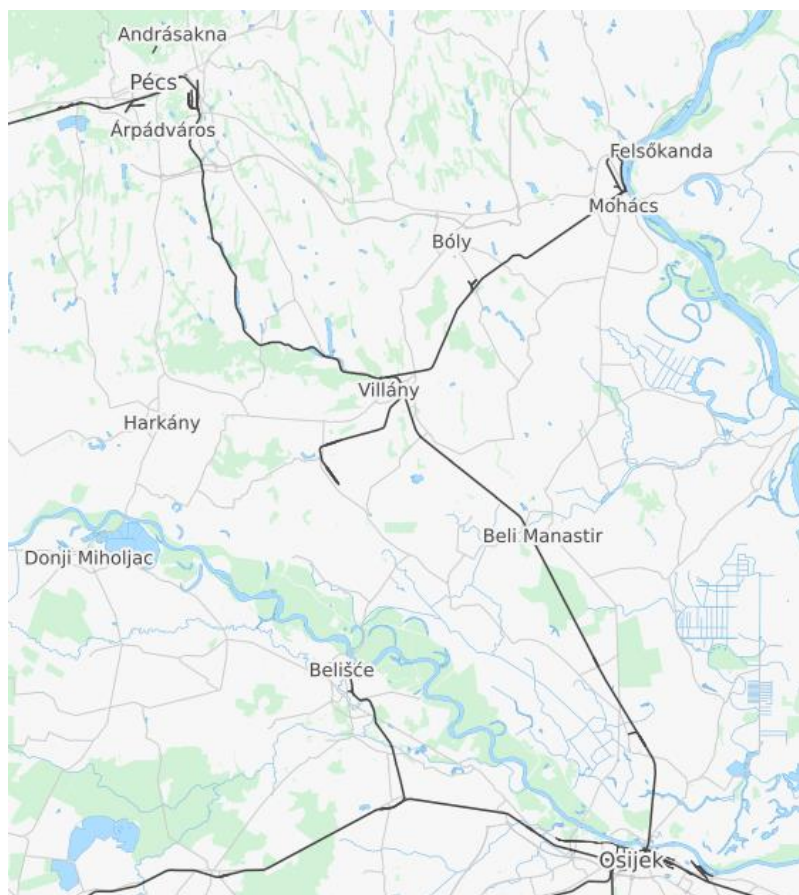 Andrásakna
Pécs
Árpádváros
Felsőkanda
Mohács
Bóly
Villány
Harkány
Beli Manastir
Donji Miholjac
Belišće
Osijek